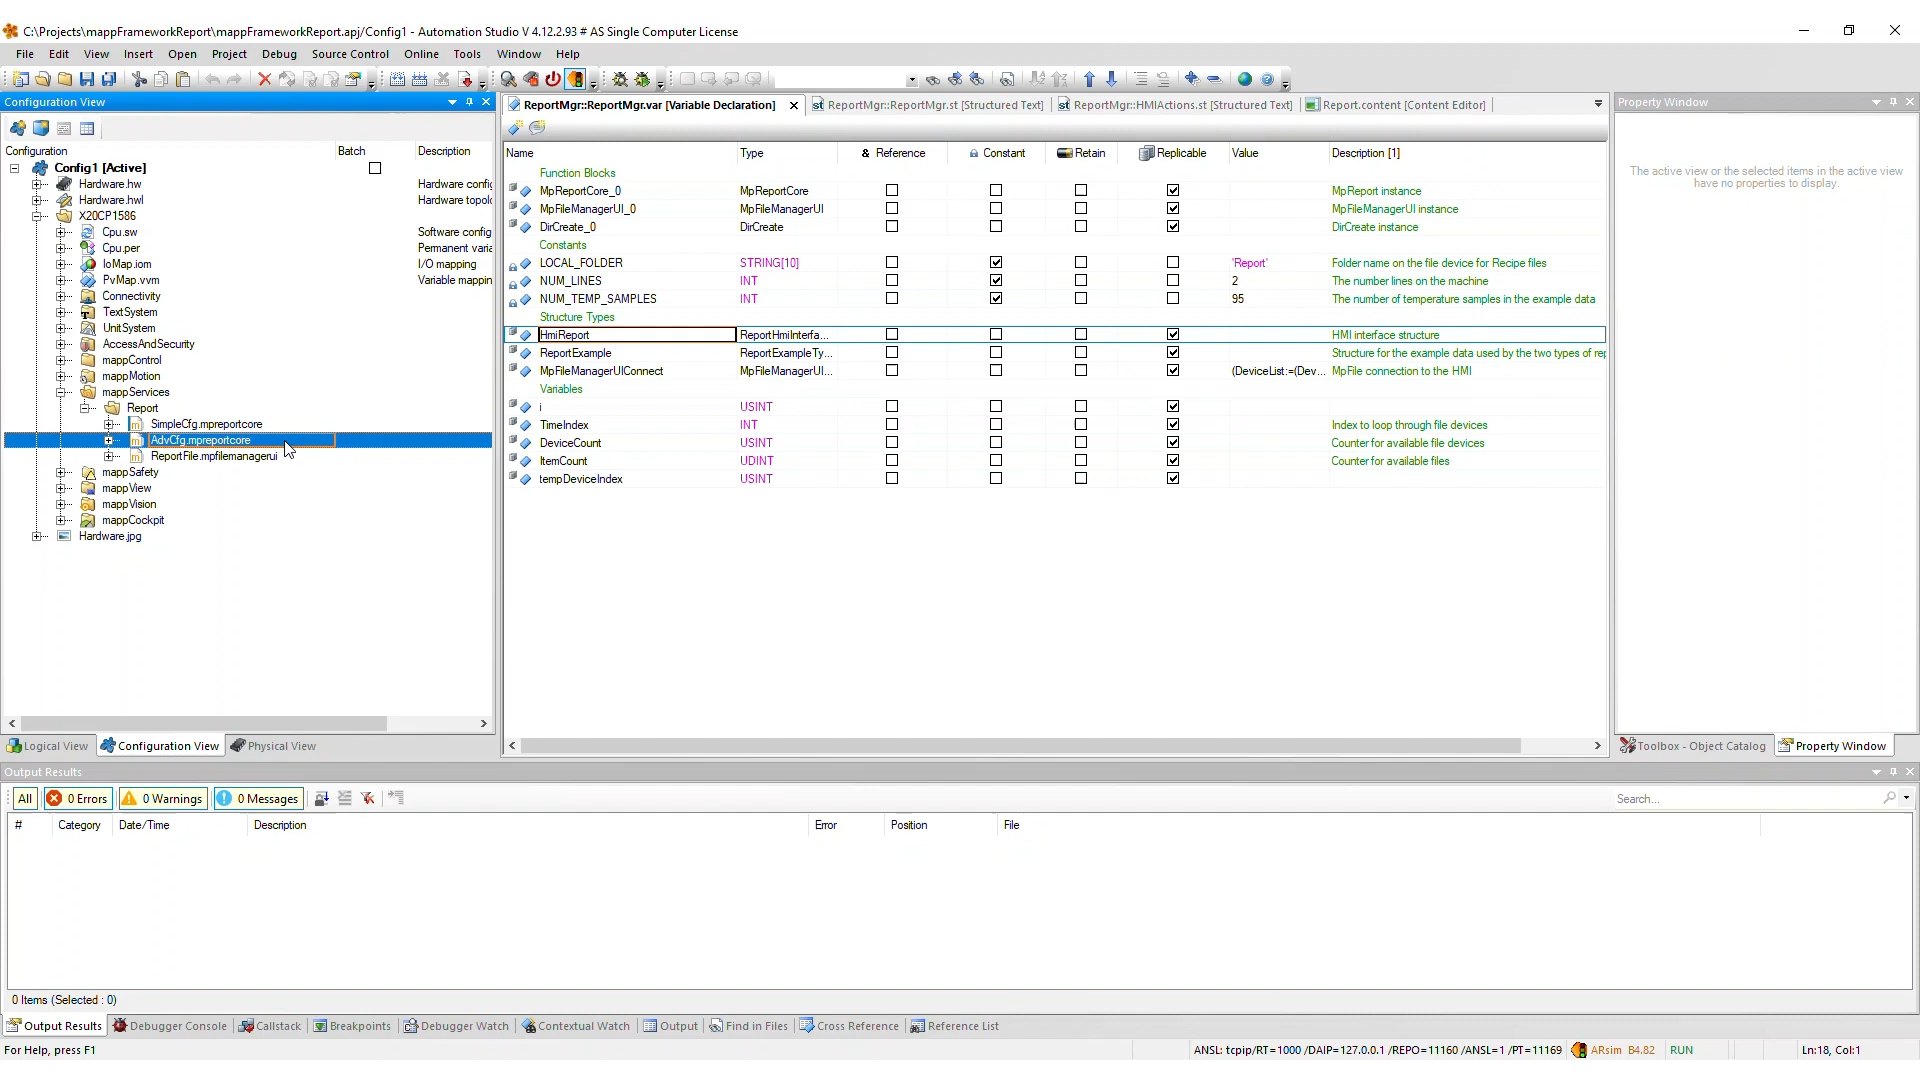 C:\Projects\mappFrameworkReport\mappFrameworkReport.apj/Config1 - Automation Studio V 4.12.2.93 # AS Single Computer License
File Edit View Insert Open Project Debug Source Control Online Tools Window Help
Configuration View
ReportMgr::ReportMgr.var [Variable Declaration] ReportMgr::ReportMgr.st [Structured Text] ReportMgr::HMIActions.st [Structured Text] Report.content [Content Editor]
Property Window
The active view or the selected items in the active view have no properties to display.
Configuration Batch Description
Config1 [Active]
Hardware.hw Hardware config
Hardware.hwl Hardware topolo
X20CP1586
Cpu.sw Software config
Cpu.per Permanent varia
IoMap.iom I/O mapping
PvMap.vvm Variable mappin
Connectivity
TextSystem
UnitSystem
AccessAndSecurity
mappControl
mappMotion
mappServices
Report
SimpleCfg.mpreportcore
AdvCfg.mpreportcore
ReportFile.mpfilemanagerui
mappSafety
mappView
mappVision
mappCockpit
Hardware.jpg
Name Type & Reference Constant Retain Replicable Value Description [1]
Function Blocks
MpReportCore_0 MpReportCore MpReport instance
MpFileManagerUI_0 MpFileManagerUI MpFileManagerUI instance
DirCreate_0 DirCreate DirCreate instance
Constants
LOCAL_FOLDER STRING[10] 'Report' Folder name on the file device for Recipe files
NUM_LINES INT 2 The number lines on the machine
NUM_TEMP_SAMPLES INT 95 The number of temperature samples in the example data
Structure Types
HmiReport ReportHmiInterfa... HMI interface structure
ReportExample ReportExampleTy... Structure for the example data used by the two types of rep
MpFileManagerUIConnect MpFileManagerUI... (DeviceList:=(Dev... MpFile connection to the HMI
Variables
i USINT
TimeIndex INT Index to loop through file devices
DeviceCount USINT Counter for available file devices
ItemCount UDINT Counter for available files
tempDeviceIndex USINT
Logical View Configuration View Physical View
Toolbox - Object Catalog Property Window
Output Results
All 0 Errors 0 Warnings 0 Messages Search...
# Category Date/Time Description Error Position File
0 Items (Selected : 0)
Output Results Debugger Console Callstack Breakpoints Debugger Watch Contextual Watch Output Find in Files Cross Reference Reference List
For Help, press F1 ANSL: tcpip/RT=1000 /DAIP=127.0.0.1 /REPO=11160 /ANSL=1 /PT=11169 ARsim B4.82 RUN Ln:18, Col:1